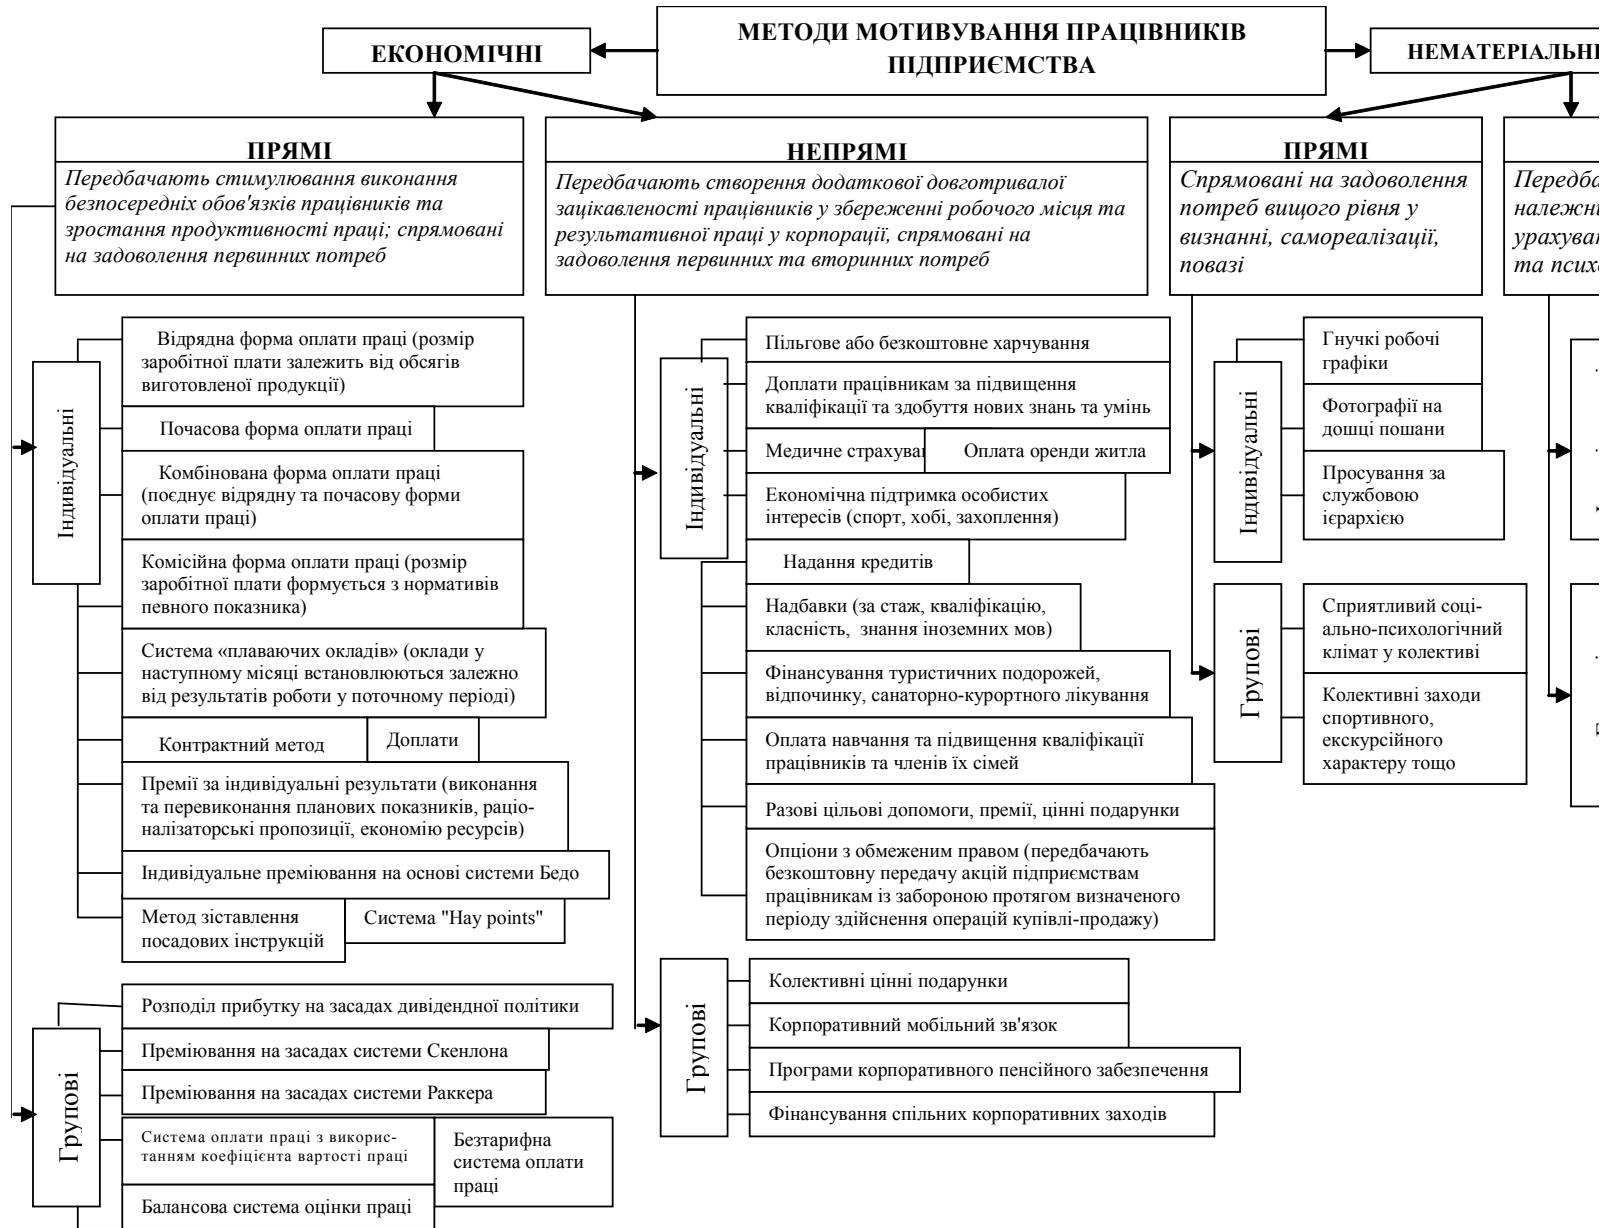 МЕТОДИ МОТИВУВАННЯ ПРАЦІВНИКІВ
ПІДПРИЄМСТВА
ЕКОНОМІЧНІ
НЕМАТЕРІАЛЬНІ
ПРЯМІ
Передбачають стимулювання виконання
безпосередніх обов'язків працівників та
зростання продуктивності праці; спрямовані
на задоволення первинних потреб
НЕПРЯМІ
Передбачають створення додаткової довготривалої
зацікавленості працівників у збереженні робочого місця та
результативної праці у корпорації, спрямовані на
задоволення первинних та вторинних потреб
ПРЯМІ
Спрямовані на задоволення
потреб вищого рівня у
визнанні, самореалізації,
повазі
та
Індивідуальні
Відрядна форма оплати праці (розмір
заробітної плати залежить від обсягів
виготовленої продукції)
Почасова форма оплати праці
Комбінована форма оплати праці
(поєднує відрядну та почасову форми
оплати праці)
Комісійна форма оплати праці (розмір
заробітної плати формується з нормативів
певного показника)
Система «плаваючих окладів» (оклади у
наступному місяці встановлюються залежно
від результатів роботи у поточному періоді)
Контрактний метод
Доплати
Премії за індивідуальні результати (виконання
та перевиконання планових показників, раціо-
налізаторські пропозиції, економію ресурсів)
Індивідуальне преміювання на основі системи Бедо
Метод зіставлення
посадових інструкцій
Система "Hay points"
Групові
Розподіл прибутку на засадах дивідендної політики
Преміювання на засадах системи Скенлона
Преміювання на засадах системи Раккера
Система оплати праці з викорис-
танням коефіцієнта вартості праці
Безтарифна
система оплати
праці
Балансова система оцінки праці
Індивідуальні
Пільгове або безкоштовне харчування
Доплати працівникам за підвищення
кваліфікації та здобуття нових знань та умінь
Медичне страхуван
Оплата оренди житла
Економічна підтримка особистих
інтересів (спорт, хобі, захоплення)
Надання кредитів
Надбавки (за стаж, кваліфікацію,
класність, знання іноземних мов)
Фінансування туристичних подорожей,
відпочинку, санаторно-курортного лікування
Оплата навчання та підвищення кваліфікації
працівників та членів їх сімей
Разові цільові допомоги, премії, цінні подарунки
Опціони з обмеженим правом (передбачають
безкоштовну передачу акцій підприємствам
працівникам із забороною протягом визначеного
періоду здійснення операцій купівлі-продажу)
Групові
Колективні цінні подарунки
Корпоративний мобільний зв'язок
Програми корпоративного пенсійного забезпечення
Фінансування спільних корпоративних заходів
Індивідуальні
Гнучкі робочі
графіки
Фотографії на
дошці пошани
Просування за
службовою
ієрархією
Групові
Сприятливий соці-
ально-психологічний
клімат у колективі
Колективні заходи
спортивного,
екскурсійного
характеру тощо